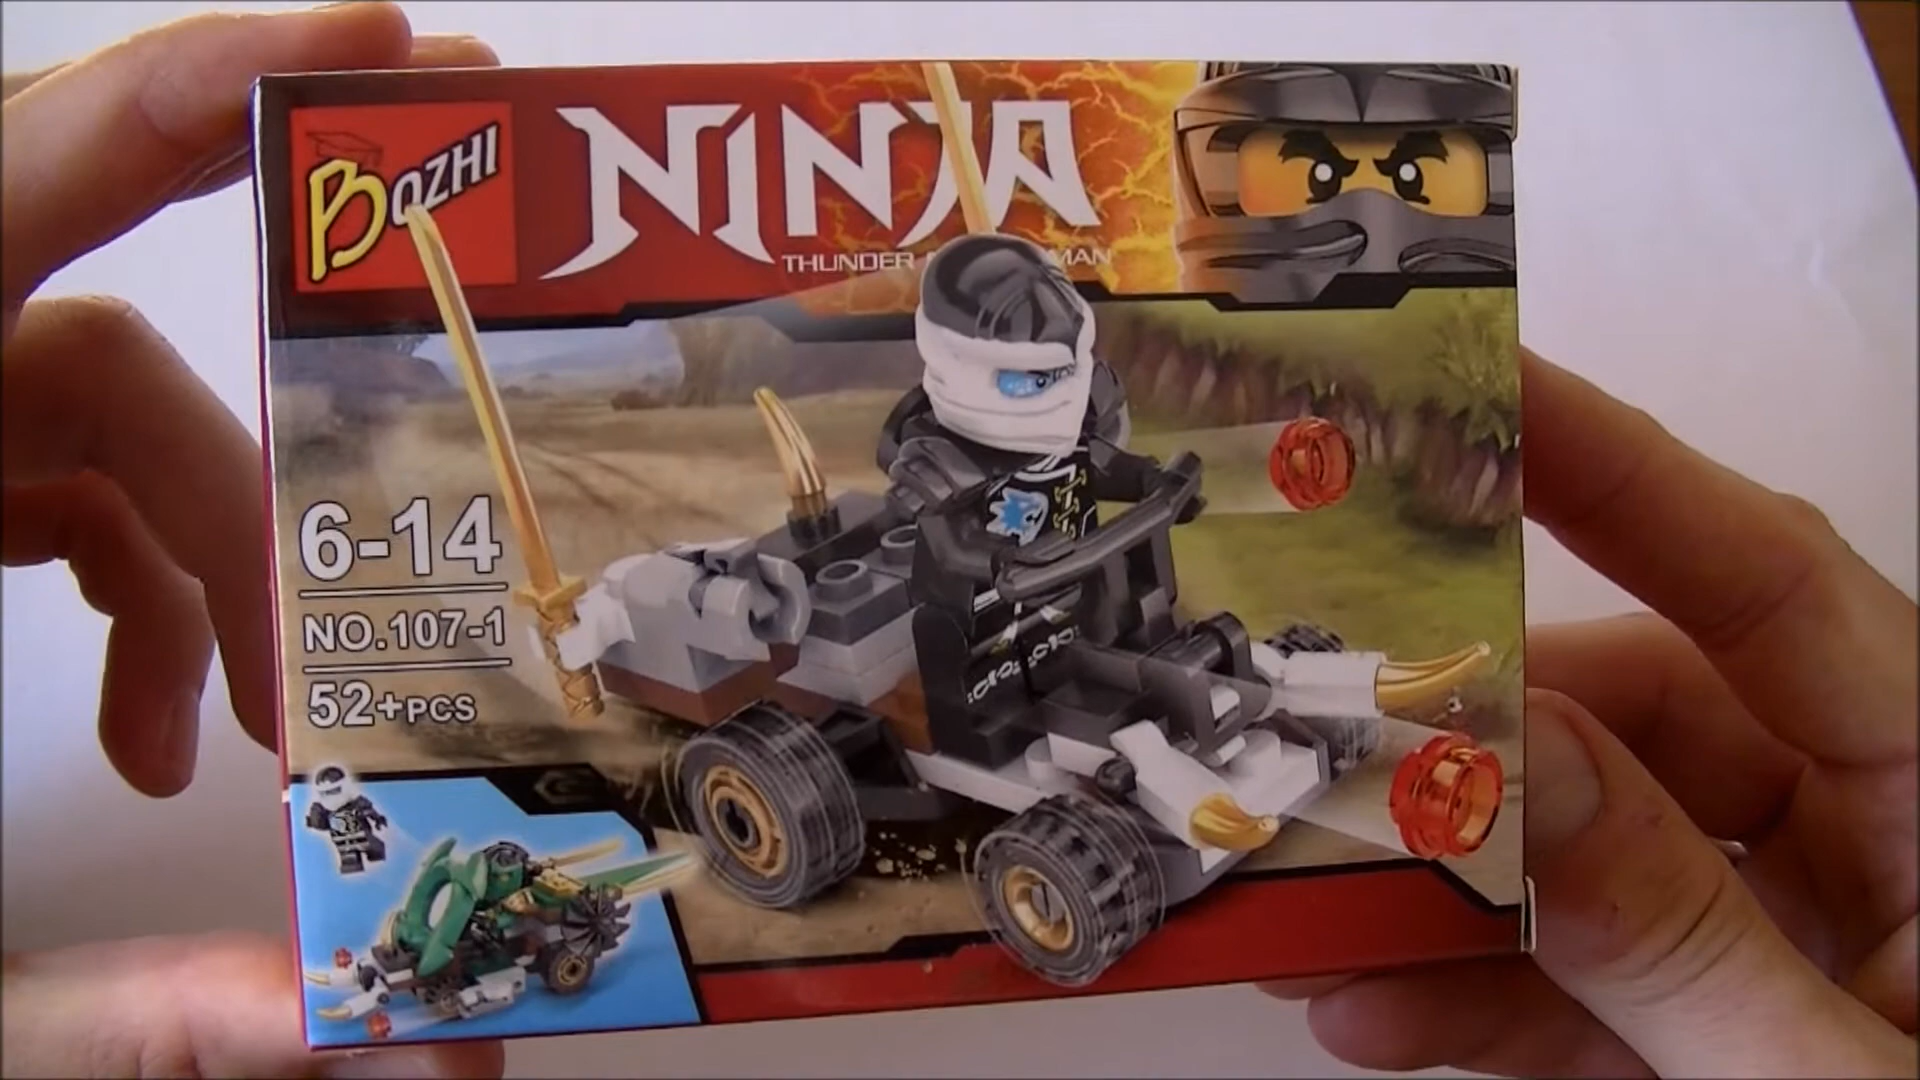 BOZHI
NINJA
THUNDER MAN
6-14
NO.107-1
52+PCS